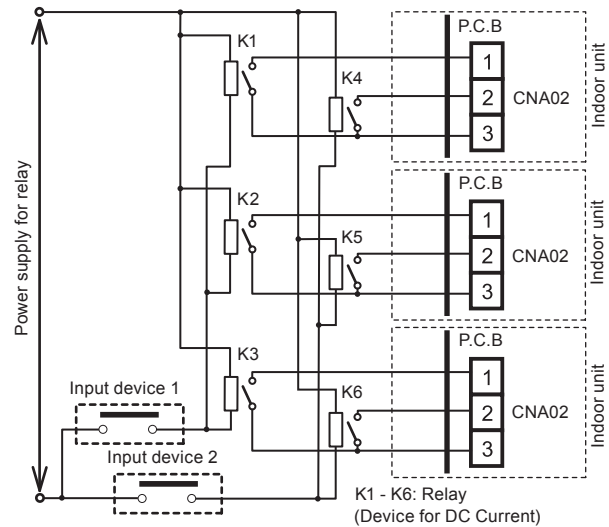 P.C.B
K1
1
K4
2
CNA02
3
Indoor unit
Power supply for relay
P.C.B
K2
1
K5
2
CNA02
3
Indoor unit
P.C.B
K3
1
K6
2
CNA02
3
Indoor unit
Input device 1
Input device 2
K1 - K6: Relay
(Device for DC Current)